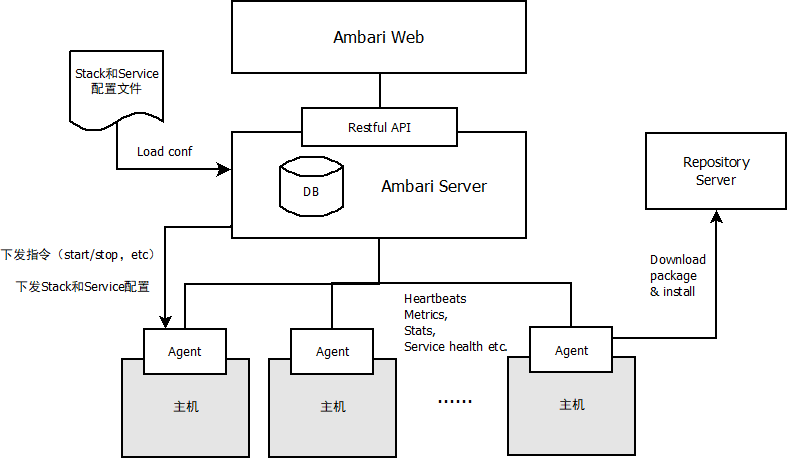 Ambari Web
Stack和Service
配置文件
Restful API
Load conf
DB
Ambari Server
Repository
Server
下发指令（start/stop，etc）
下发Stack和Service配置
Download
package
& install
Heartbeats
Metrics,
Stats,
Service health etc.
Agent
Agent
Agent
主机
主机
……
主机